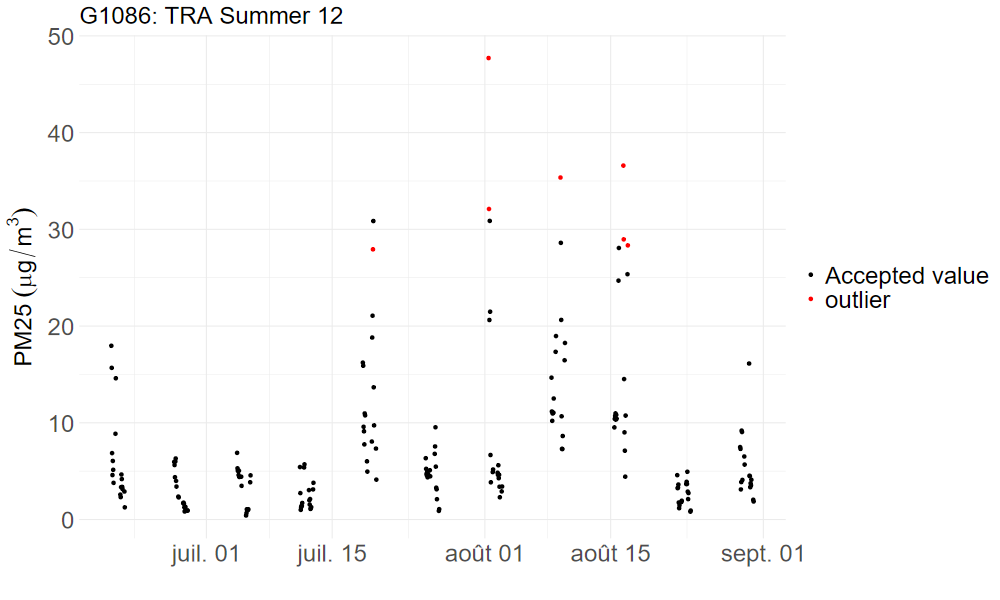 G1086: TRA Summer 12
50
40
30
20
10
0
PM25 (μg/m³)
juil. 01
juil. 15
août 01
août 15
sept. 01
Accepted value
outlier